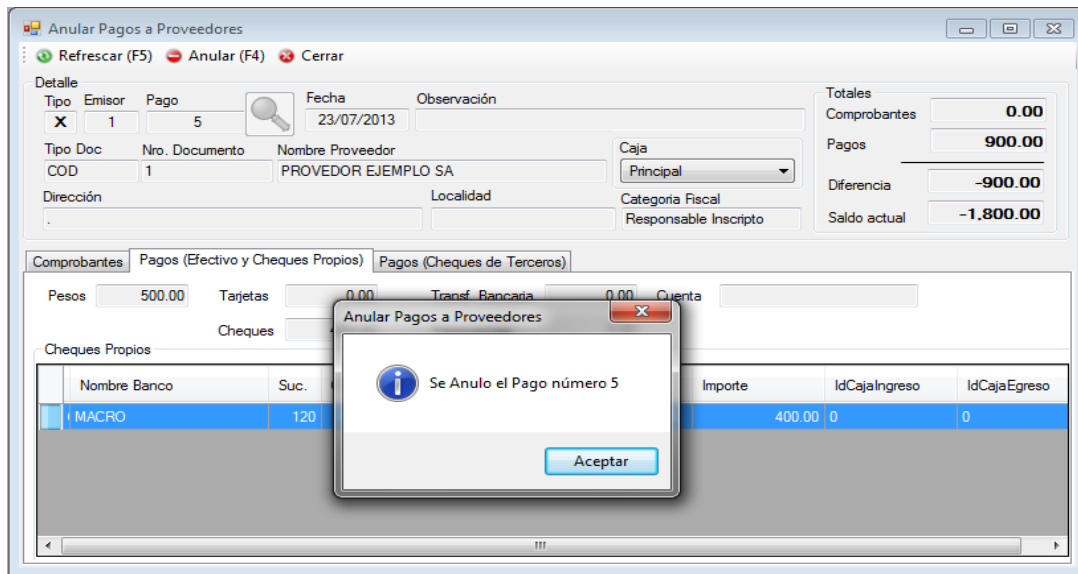 Anular Pagos a Proveedores
Refrescar (F5) Anular (F4) Cerrar
Detalle
Tipo Emisor Pago Fecha Observación
X 1 5 23/07/2013
Tipo Doc Nro. Documento Nombre Proveedor Caja
COD 1 PROVEDOR EJEMPLO SA Principal
Dirección Localidad Categoria Fiscal
. Responsable Inscripto
Totales
Comprobantes 0.00
Pagos 900.00
Diferencia -900.00
Saldo actual -1,800.00
Comprobantes Pagos (Efectivo y Cheques Propios) Pagos (Cheques de Terceros)
Pesos 500.00 Tarjetas 0.00 Transf. Bancaria 0.00 Cuenta
Cheques
Cheques Propios
Nombre Banco Suc. Importe IdCajaIngreso IdCajaEgreso
MACRO 120 400.00 0 0
Anular Pagos a Proveedores
Se Anulo el Pago número 5
Aceptar